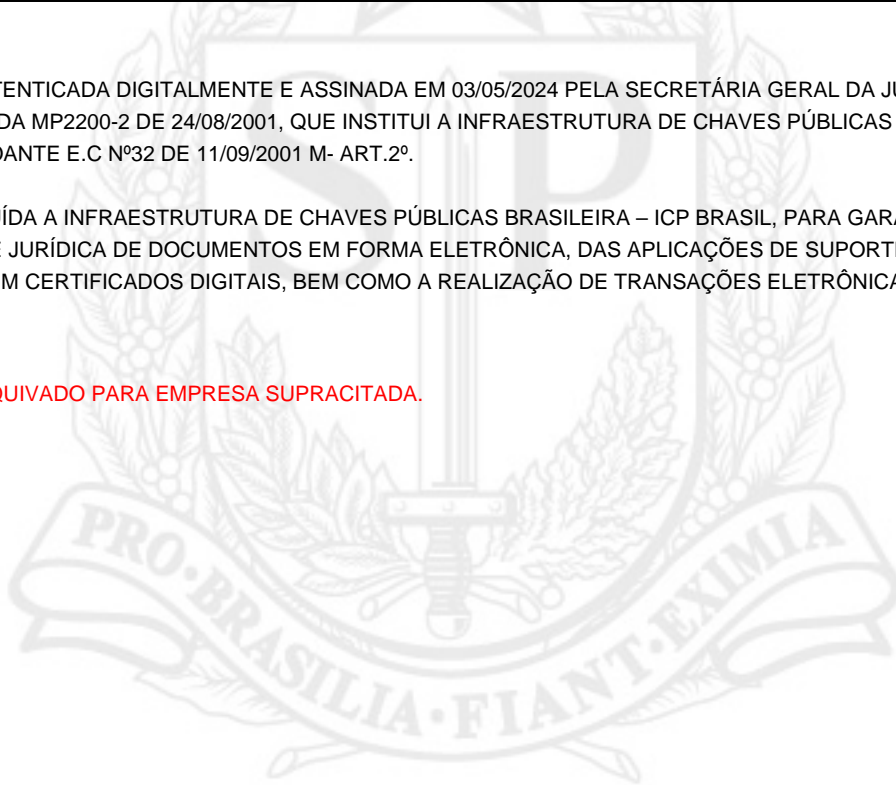 TENTICADA DIGITALMENTE E ASSINADA EM 03/05/2024 PELA SECRETÁRIA GERAL DA JU
DA MP2200-2 DE 24/08/2001, QUE INSTITUI A INFRAESTRUTURA DE CHAVES PÚBLICAS
DANTE E.C Nº32 DE 11/09/2001 M- ART.2º.
ÍDA A INFRAESTRUTURA DE CHAVES PÚBLICAS BRASILEIRA – ICP BRASIL, PARA GARA
E JURÍDICA DE DOCUMENTOS EM FORMA ELETRÔNICA, DAS APLICAÇÕES DE SUPORTE
M CERTIFICADOS DIGITAIS, BEM COMO A REALIZAÇÃO DE TRANSAÇÕES ELETRÔNICA
QUIVADO PARA EMPRESA SUPRACITADA.
SP
PRO·BRASILIA·FIANT·EXIMIA